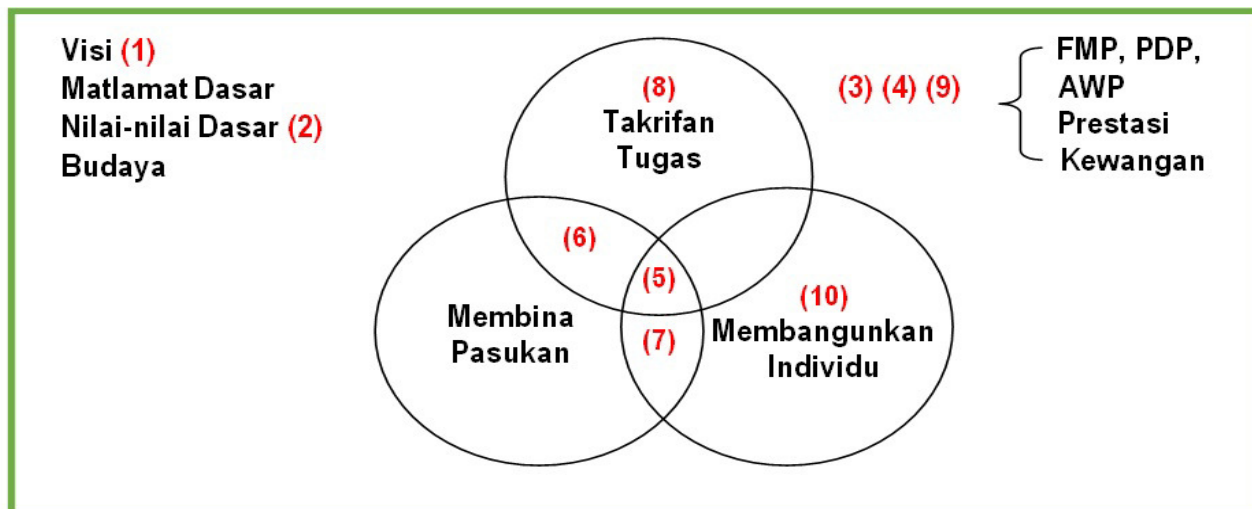 Visi (1)
Matlamat Dasar
Nilai-nilai Dasar (2)
Budaya
(8)
Takrifan
Tugas
(3) (4) (9)
FMP, PDP,
AWP
Prestasi
Kewangan
(6)
(5)
(7)
Membina
Pasukan
(10)
Membangunkan
Individu